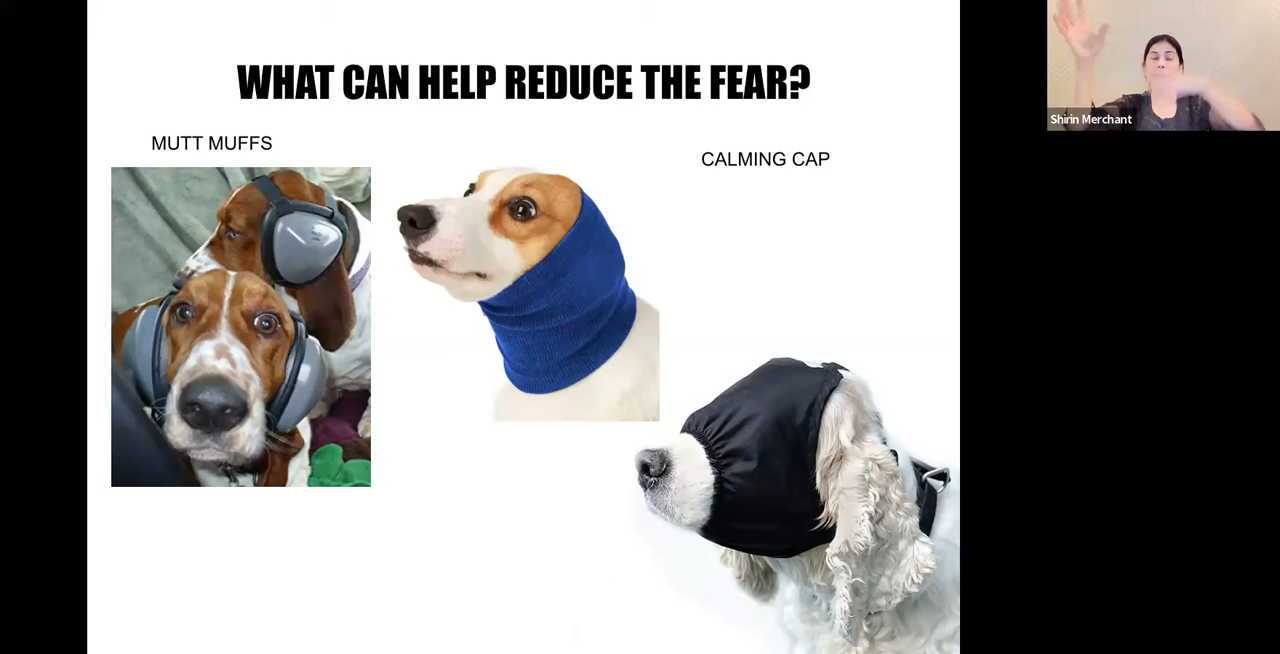 WHAT CAN HELP REDUCE THE FEAR?
MUTT MUFFS
CALMING CAP
Shirin Merchant